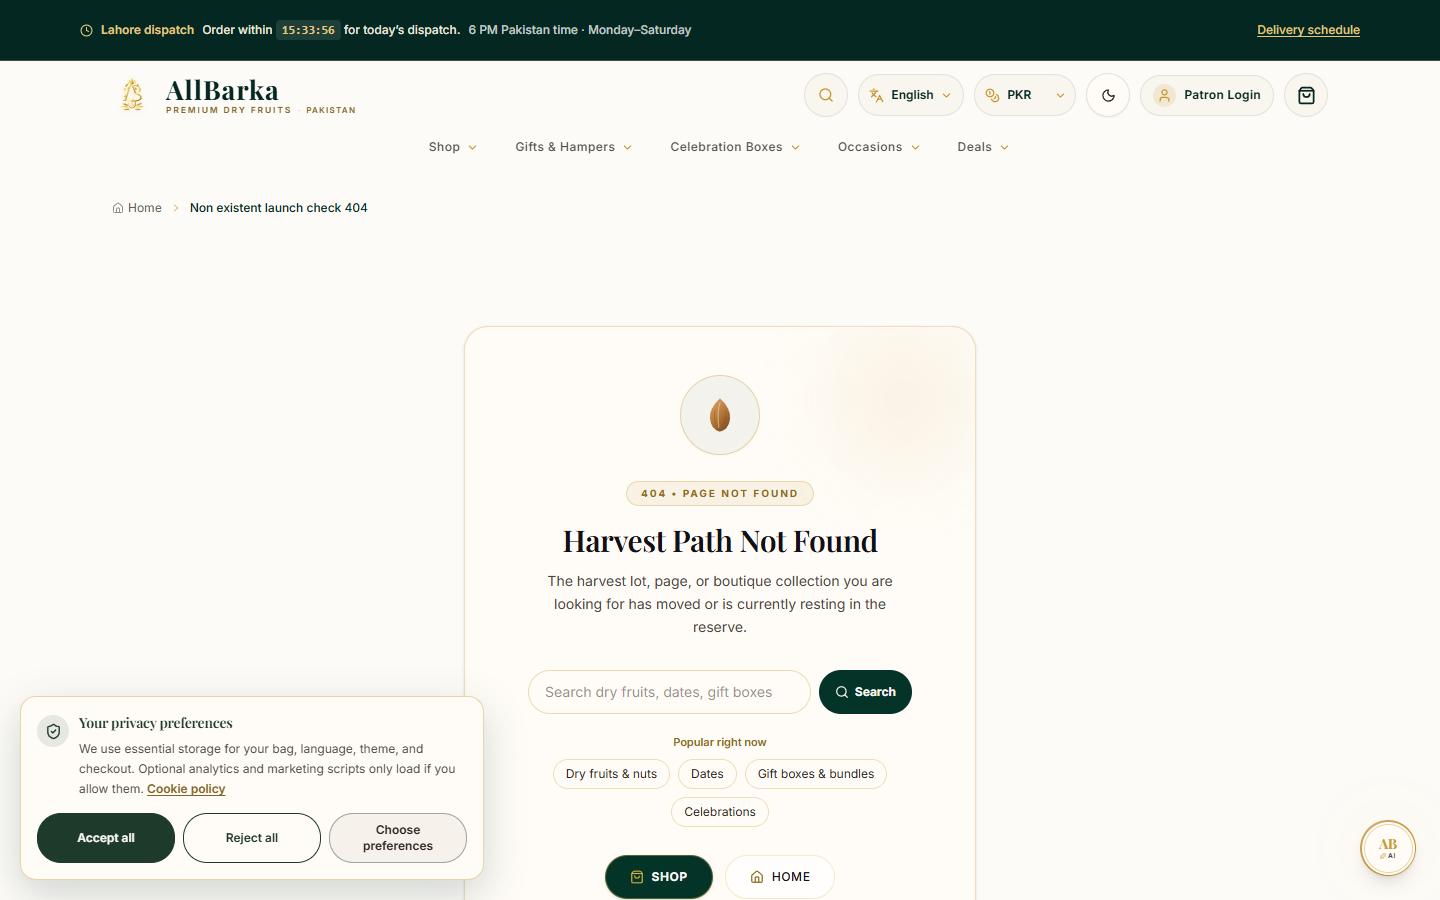 Lahore dispatch Order within 15:33:56 for today’s dispatch. 6 PM Pakistan time · Monday–Saturday Delivery schedule
AllBarka
PREMIUM DRY FRUITS · PAKISTAN
English PKR Patron Login
Shop Gifts & Hampers Celebration Boxes Occasions Deals
Home Non existent launch check 404
404 • PAGE NOT FOUND
Harvest Path Not Found
The harvest lot, page, or boutique collection you are
looking for has moved or is currently resting in the
reserve.
Search dry fruits, dates, gift boxes Search
Popular right now
Dry fruits & nuts Dates Gift boxes & bundles
Celebrations
SHOP HOME
Your privacy preferences
We use essential storage for your bag, language, theme, and
checkout. Optional analytics and marketing scripts only load if you
allow them. Cookie policy
Accept all Reject all Choose
preferences
AB
AI